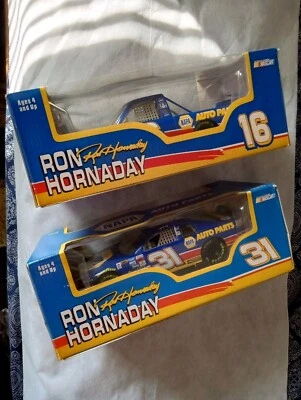 Ages 4
and Up
NASCAR
NAPA
AUTO PARTS
16
RON
Ron Hornaday
HORNADAY
Ages 4
and Up
NASCAR
NAPA
31
NAPA
AUTO PARTS
31
RON
Ron Hornaday
HORNADAY